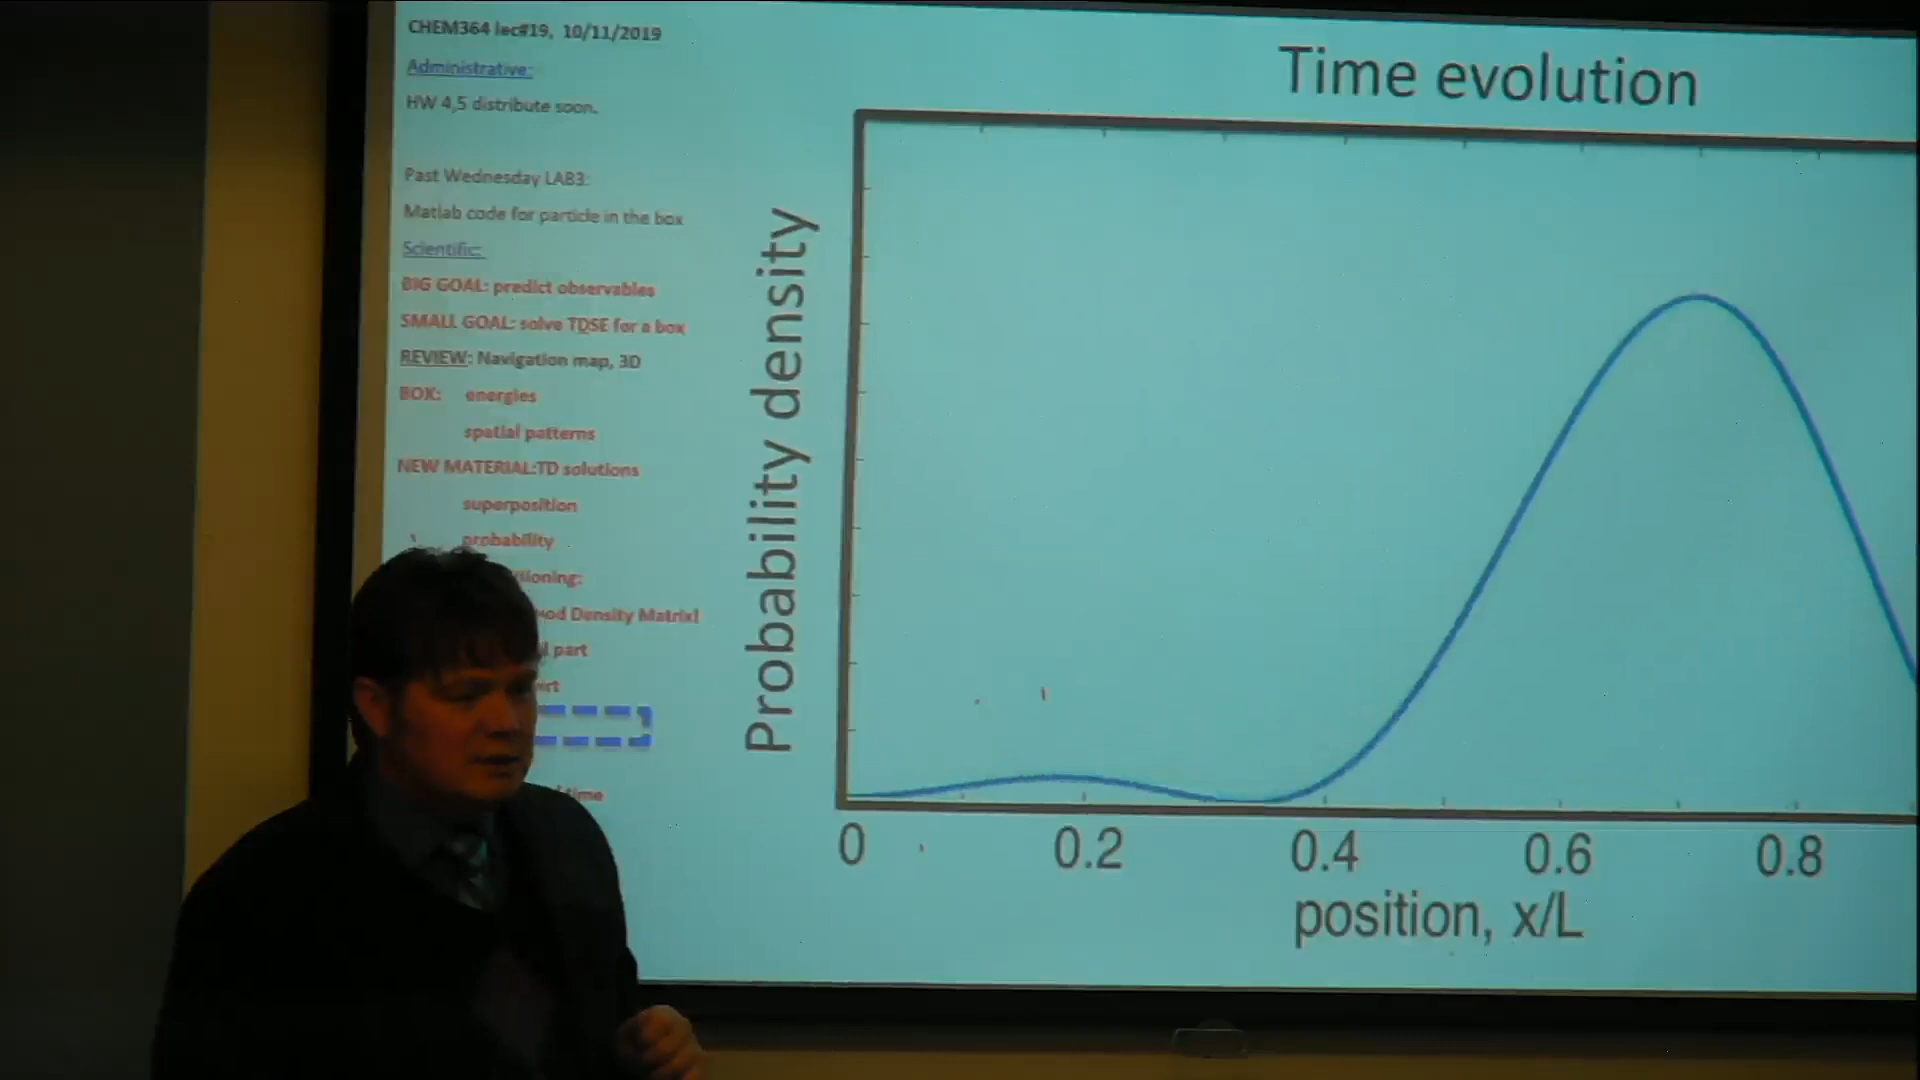 CHEM364 lec#19, 10/11/2019
Administrative:
HW 4,5 distribute soon.
Past Wednesday LAB3:
Matlab code for particle in the box
Scientific:
BIG GOAL: predict observables
SMALL GOAL: solve TDSE for a box
REVIEW: Navigation map, 3D
BOX: energies
spatial patterns
NEW MATERIAL:TD solutions
superposition
probability
Density Matrix!
part
time
Time evolution
Probability density
0 0.2 0.4 0.6 0.8
position, x/L